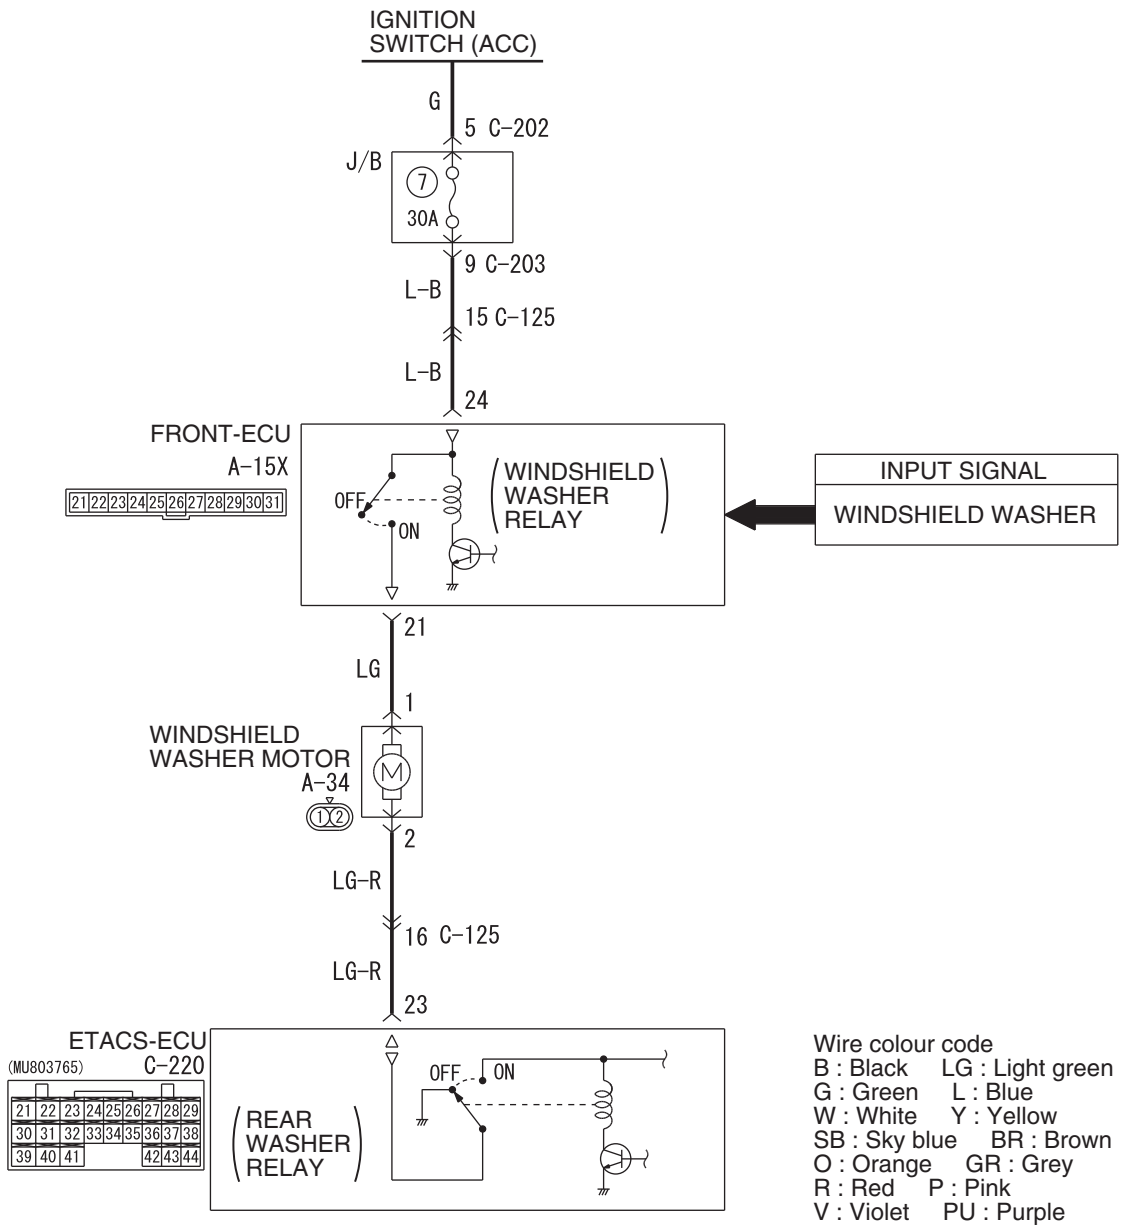 IGNITION
SWITCH (ACC)
G
5 C-202
J/B
7
30A
9 C-203
L-B
15 C-125
L-B
24
FRONT-ECU
A-15X
21 22 23 24 25 26 27 28 29 30 31
OFF
ON
(WINDSHIELD
WASHER
RELAY)
INPUT SIGNAL
WINDSHIELD WASHER
21
LG
1
WINDSHIELD
WASHER MOTOR
A-34
1 2
M
2
LG-R
16 C-125
LG-R
23
ETACS-ECU
(MU803765) C-220
21 22 23 24 25 26 27 28 29
30 31 32 33 34 35 36 37 38
39 40 41 42 43 44
(REAR
WASHER
RELAY)
OFF ON
Wire colour code
B : Black LG : Light green
G : Green L : Blue
W : White Y : Yellow
SB : Sky blue BR : Brown
O : Orange GR : Grey
R : Red P : Pink
V : Violet PU : Purple